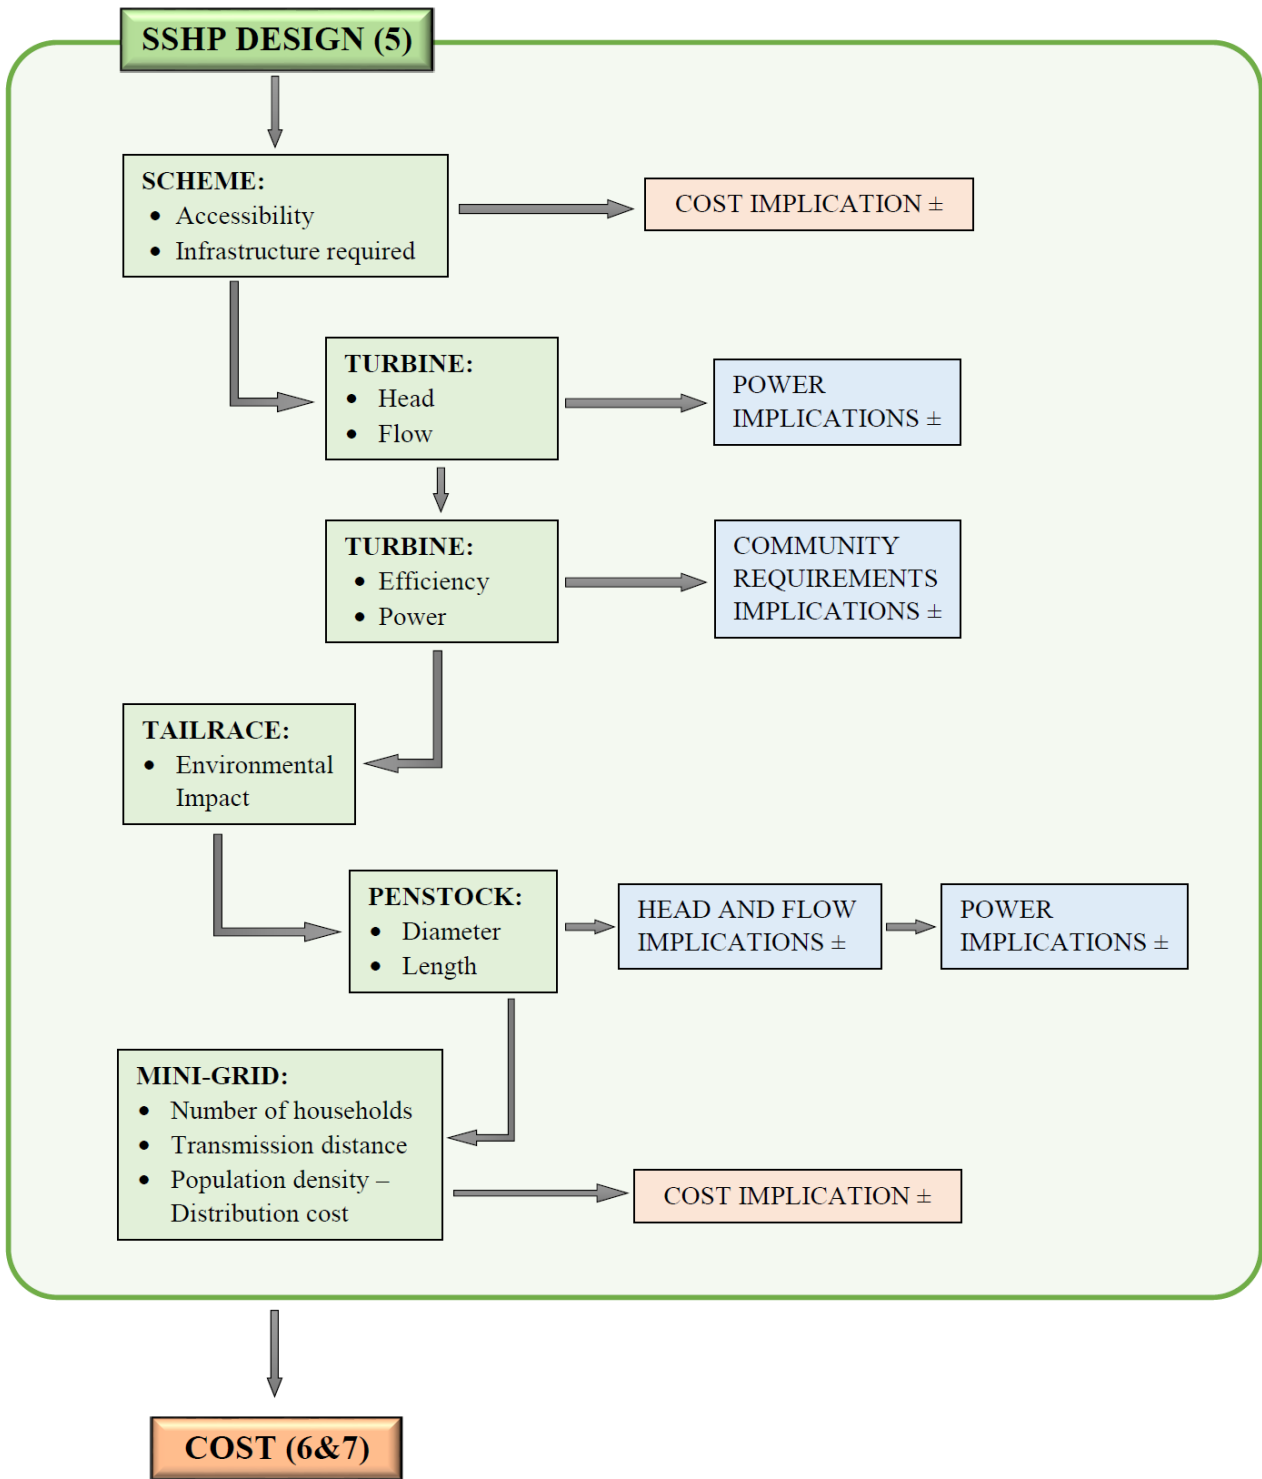 SSHP DESIGN (5)
SCHEME:
• Accessibility
• Infrastructure required
COST IMPLICATION ±
TURBINE:
• Head
• Flow
POWER
IMPLICATIONS ±
TURBINE:
• Efficiency
• Power
COMMUNITY
REQUIREMENTS
IMPLICATIONS ±
TAILRACE:
• Environmental
Impact
PENSTOCK:
• Diameter
• Length
HEAD AND FLOW
IMPLICATIONS ±
POWER
IMPLICATIONS ±
MINI-GRID:
• Number of households
• Transmission distance
• Population density –
Distribution cost
COST IMPLICATION ±
COST (6&7)